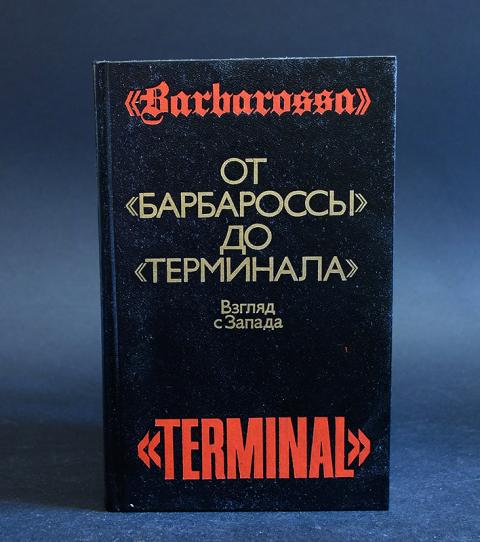 «Barbarossa»
ОТ
«БАРБАРОССЫ»
ДО
«ТЕРМИНАЛА»
Взгляд
с Запада
«TERMINAL»